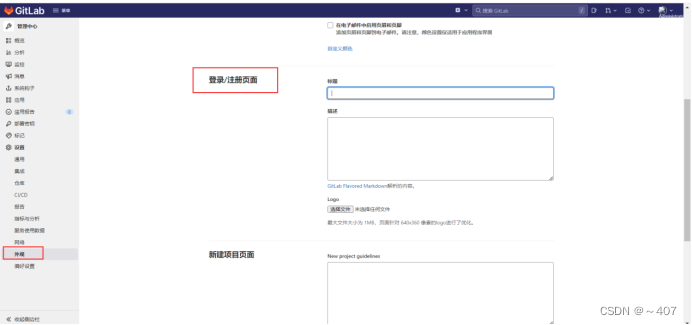 GitLab
菜单
搜索 GitLab
管理中心
概览
分析
监控
消息
系统钩子
应用
滥用报告
0
部署密钥
标记
设置
通用
集成
仓库
CI/CD
报告
指标与分析
服务使用数据
网络
外观
偏好设置
收起侧边栏
在电子邮件中启用页眉和页脚
添加页眉和页脚到电子邮件。请注意，颜色设置仅适用于应用程序界面
自定义颜色
登录/注册页面
标题
描述
GitLab Flavored Markdown解析的内容。
Logo
选择文件 未选择任何文件
最大文件大小为 1MB，页面针对 640x360 像素的logo进行了优化。
新建项目页面
New project guidelines
CSDN @～407